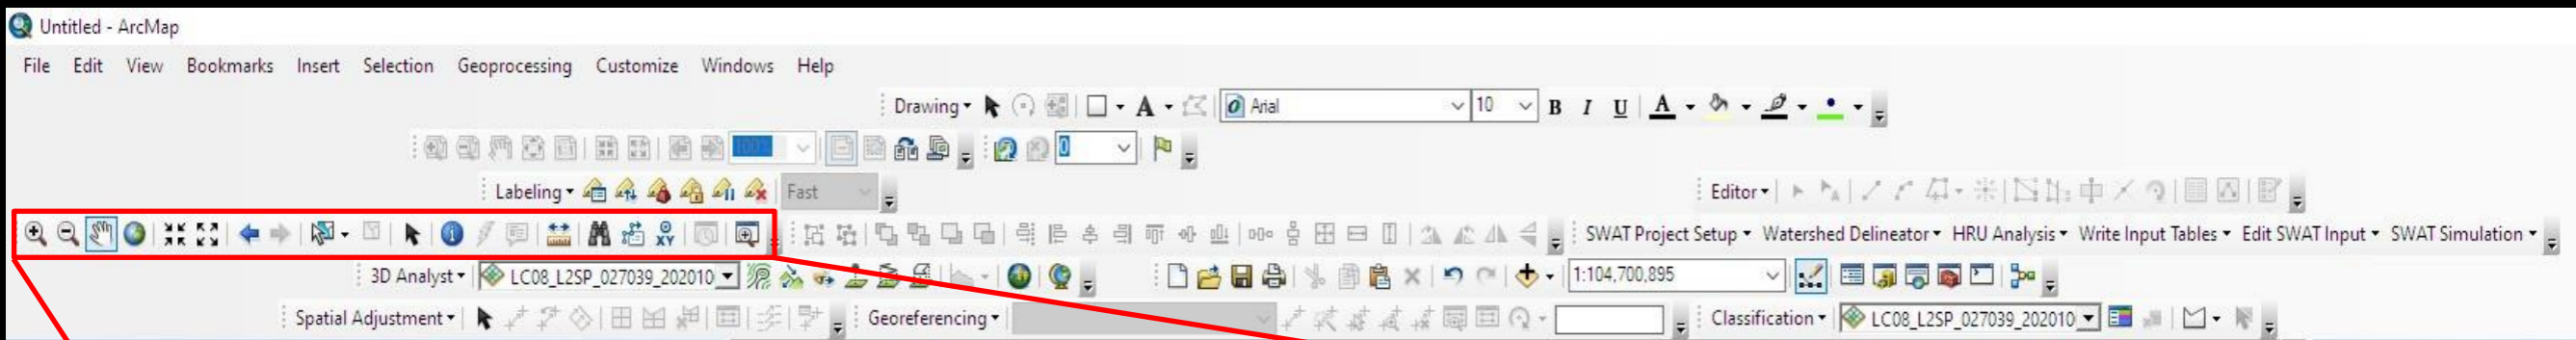 Untitled - ArcMap
File Edit View Bookmarks Insert Selection Geoprocessing Customize Windows Help
Drawing A Arial 10 B I U A
100% 0
Labeling Fast Editor
XY SWAT Project Setup Watershed Delineator HRU Analysis Write Input Tables Edit SWAT Input SWAT Simulation
3D Analyst LC08_L2SP_027039_202010 1:104,700,895
Spatial Adjustment Georeferencing Classification LC08_L2SP_027039_202010